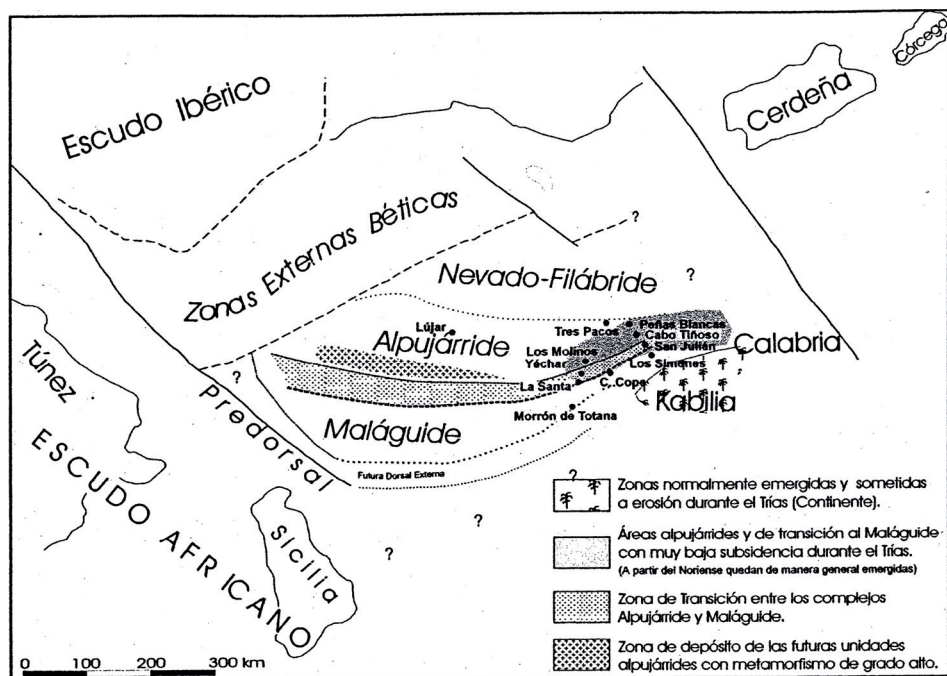 Córcega
Cerdeña
Escudo Ibérico
Zonas Externas Béticas
?
Nevado-Filábride
?
Peñas Blancas
Tres Pacos
Cabo Tiñoso
Lújar
Alpujárride
San Julián
Calabria
Los Molinos
Los Simones
Yéchar
?
C. Cope
La Santa
Kabilia
Túnez
?
Predorsal
Morrón de Totana
Maláguide
Futura Dorsal Externa
ESCUDO AFRICANO
Sicilia
?
?
?
?
Zonas normalmente emergidas y sometidas
a erosión durante el Trías (Continente).
Áreas alpujárrides y de transición al Maláguide
con muy baja subsidencia durante el Trías.
(A partir del Noriense quedan de manera general emergidas)
Zona de Transición entre los complejos
Alpujárride y Maláguide.
Zona de depósito de las futuras unidades
alpujárrides con metamorfismo de grado alto.
0 100 200 300 km